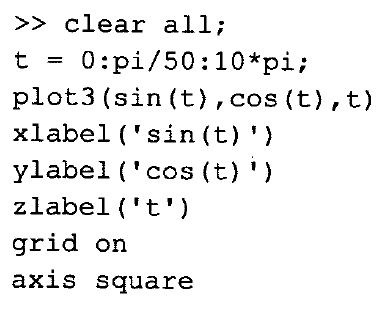 >> clear all;
t = 0:pi/50:10*pi;
plot3(sin(t),cos(t),t)
xlabel('sin(t)')
ylabel('cos(t)')
zlabel('t')
grid on
axis square